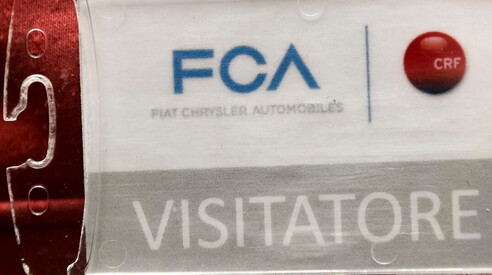 FCA
CRF
FIAT CHRYSLER AUTOMOBILES
VISITATORE